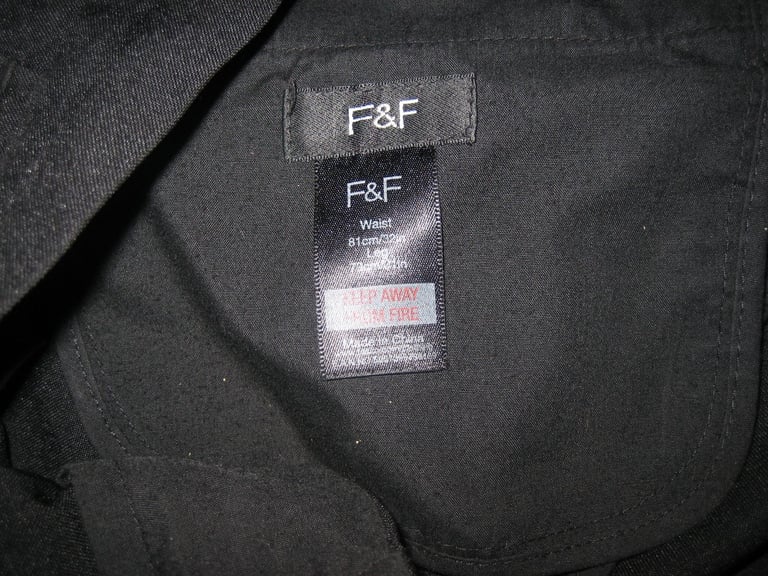 F&F
F&F
Waist
81cm/32in
Leg
KEEP AWAY
FROM FIRE
Made in China